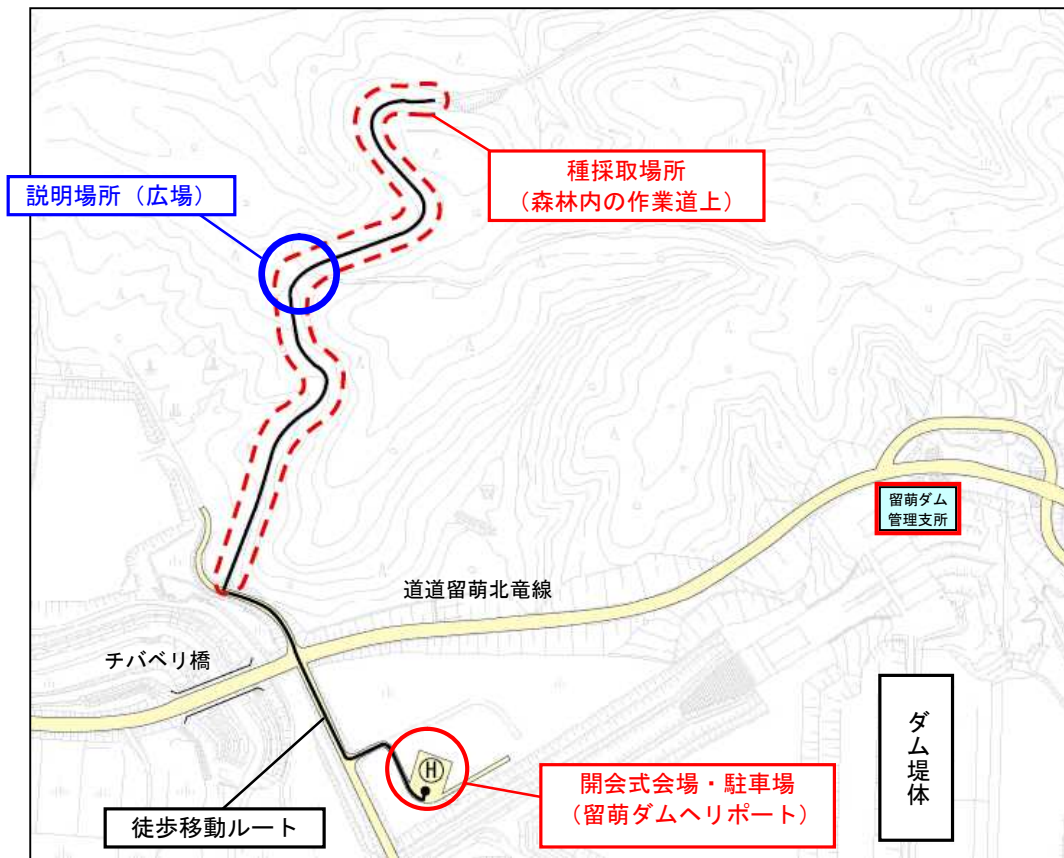 種採取場所
（森林内の作業道上）
説明場所（広場）
留萌ダム
管理支所
道道留萌北竜線
チバベリ橋
ダム堤体
H
開会式会場・駐車場
（留萌ダムヘリポート）
徒歩移動ルート